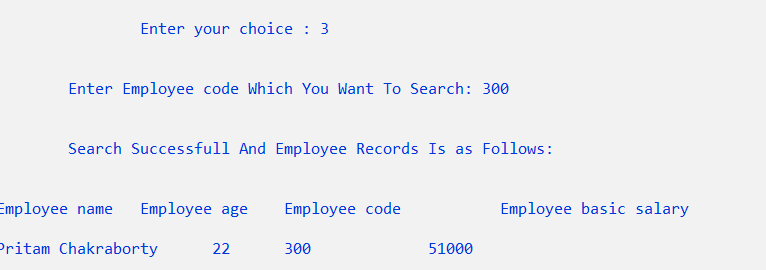 Enter your choice : 3
Enter Employee code Which You Want To Search: 300
Search Successfull And Employee Records Is as Follows:
Employee name Employee age Employee code Employee basic salary
Pritam Chakraborty 22 300 51000